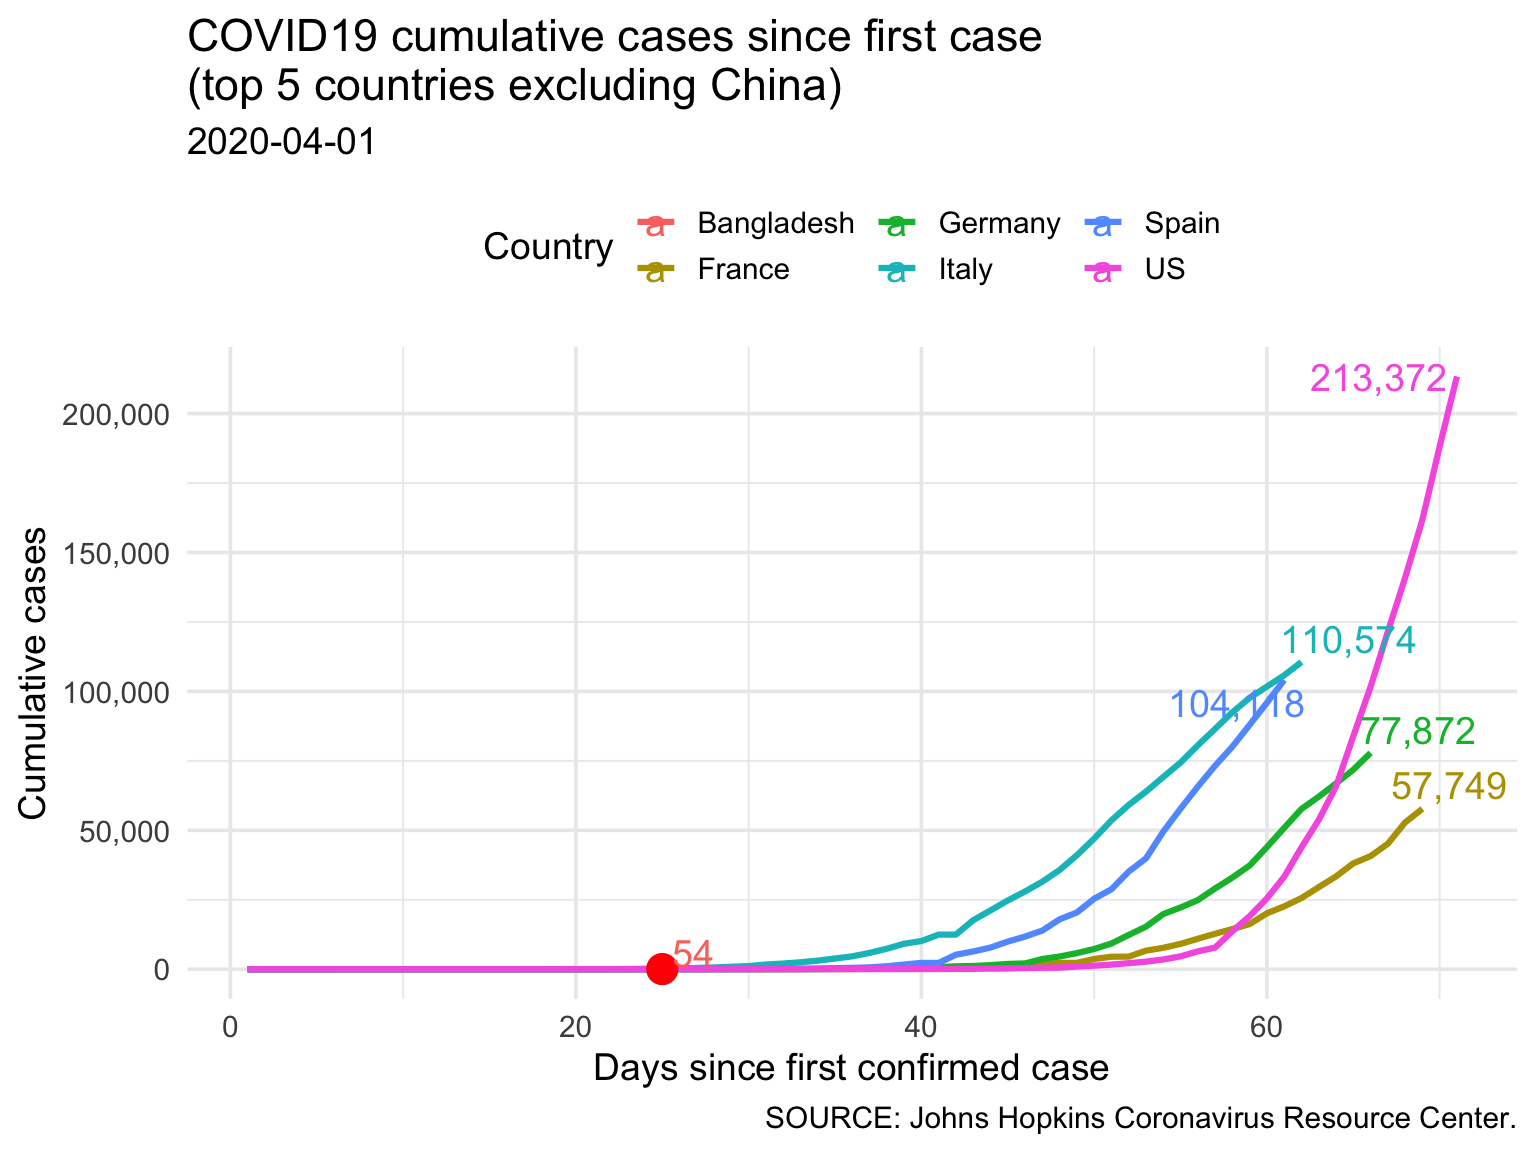 COVID19 cumulative cases since first case
(top 5 countries excluding China)
2020-04-01
Country
a Bangladesh a Germany a Spain
a France a Italy a US
213,372
200,000
150,000
110,574
100,000
104,118
77,872
57,749
50,000
54
0
0 20 40 60
Cumulative cases
Days since first confirmed case
SOURCE: Johns Hopkins Coronavirus Resource Center.